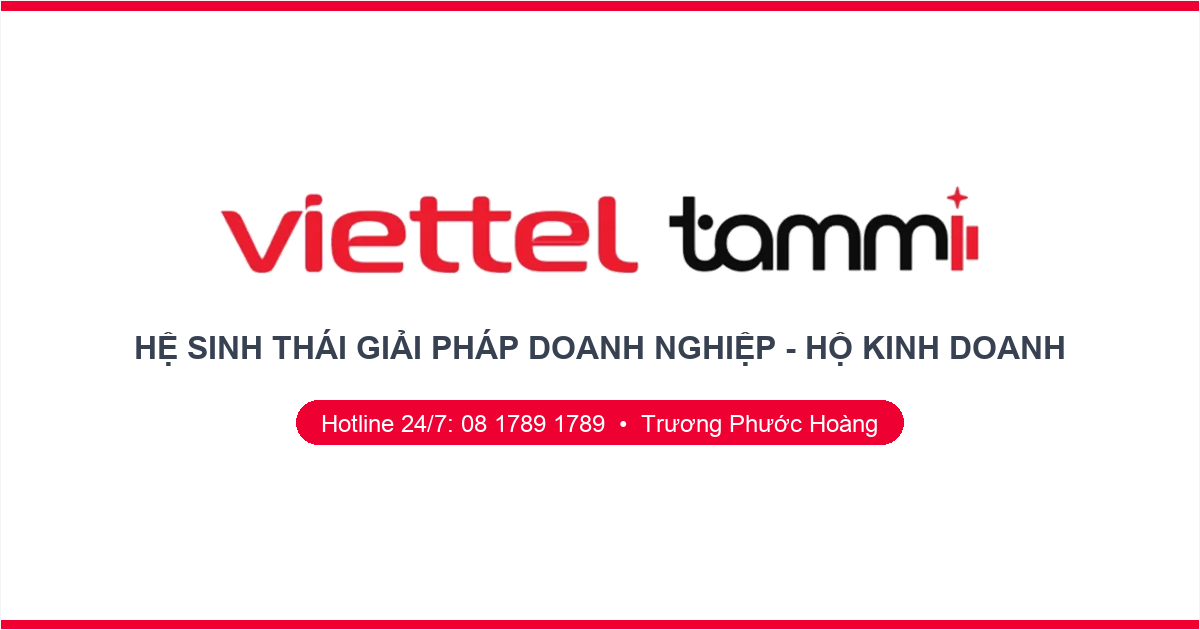 viettel tammi
HỆ SINH THÁI GIẢI PHÁP DOANH NGHIỆP - HỘ KINH DOANH
Hotline 24/7: 08 1789 1789 • Trương Phước Hoàng